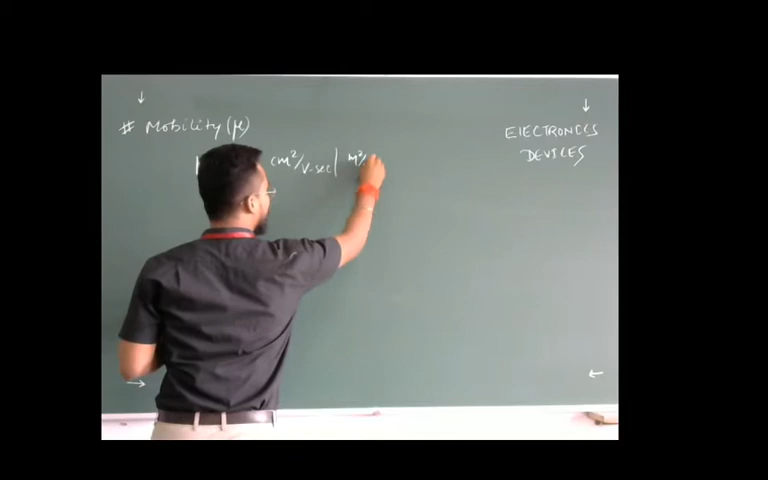 # Mobility (μ)
cm²/V-sec | m²/
ELECTRONICS
DEVICES